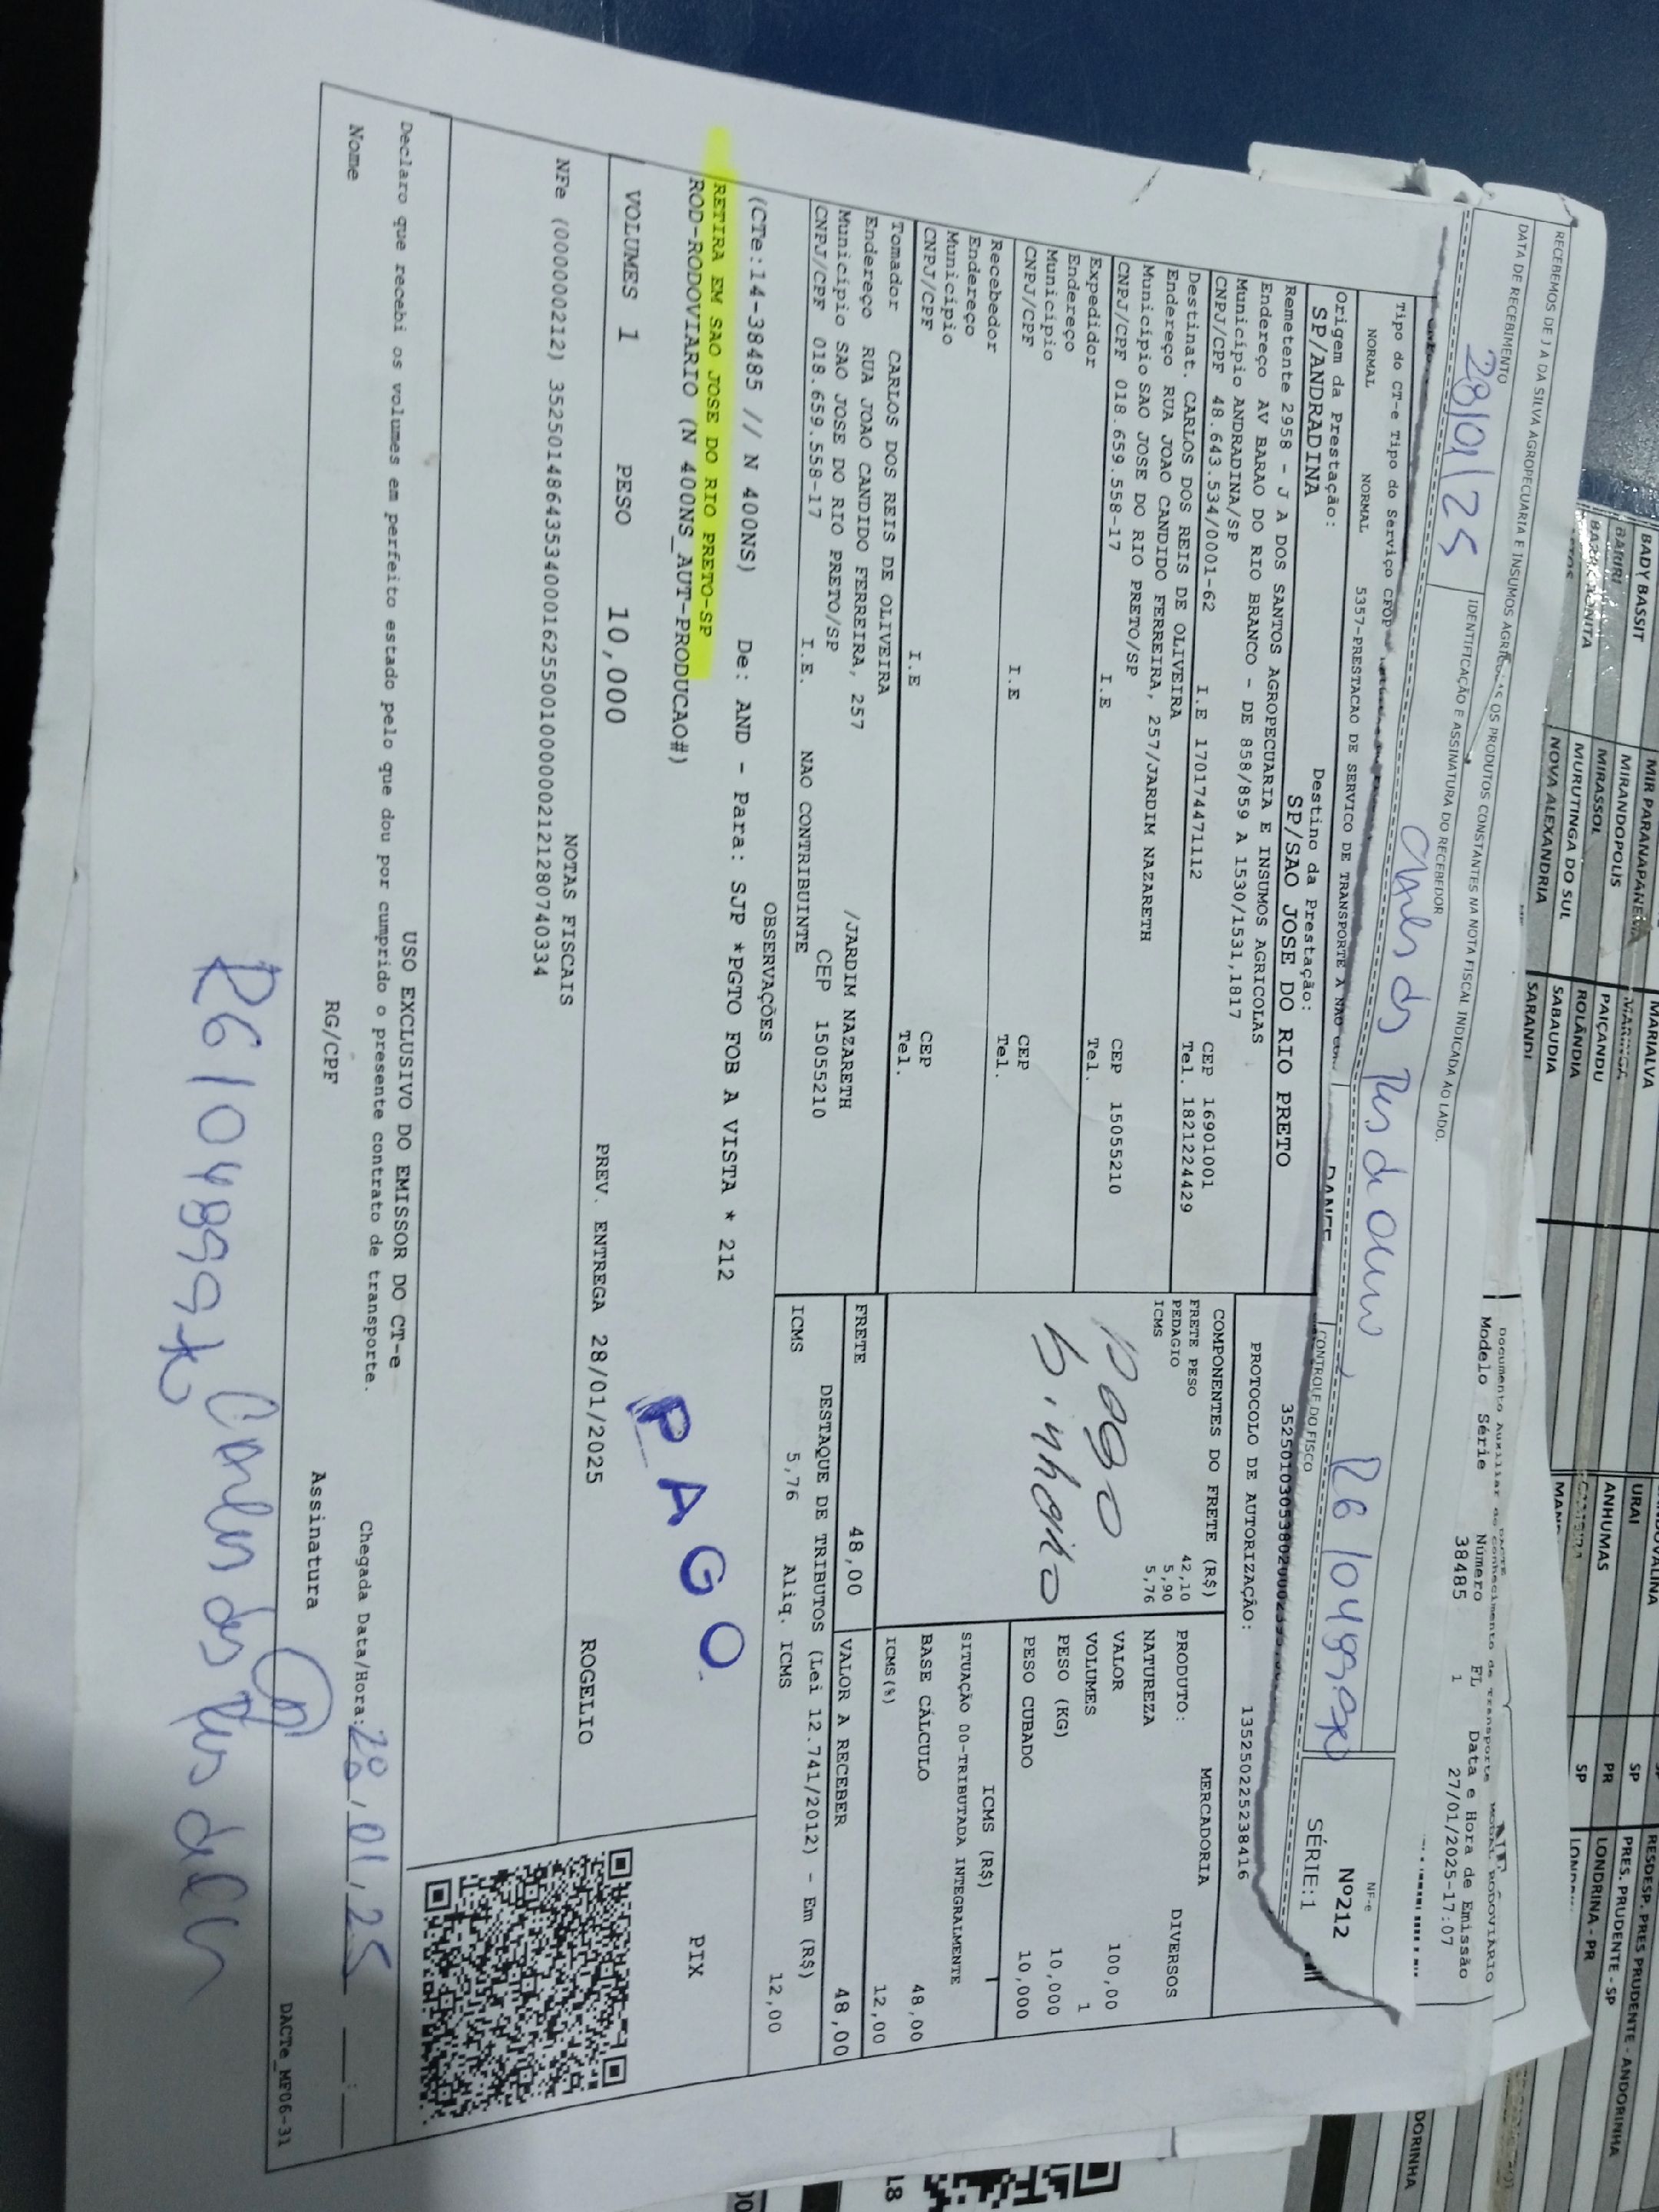 RECEBEMOS DE J A DA SILVA AGROPECUARIA E INSUMOS AGRICOLAS OS PRODUTOS CONSTANTES NA NOTA FISCAL INDICADA AO LADO.
DATA DE RECEBIMENTO
IDENTIFICAÇÃO E ASSINATURA DO RECEBEDOR
28/01/25
NF-e
Nº212
SÉRIE:1
CONTROLE DO FISCO
Documento Auxiliar do Conhecimento de Transporte
Modelo Série Número FL Data e Hora de Emissão
38485 1 27/01/2025-17:07
Tipo do CT-e Tipo do Serviço CFOP
NORMAL NORMAL 5357-PRESTACAO DE SERVICO DE TRANSPORTE A NAO
Origem da Prestação: Destino da Prestação:
SP/ANDRADINA SP/SAO JOSE DO RIO PRETO
PROTOCOLO DE AUTORIZAÇÃO: 135250225238416
Remetente 2958 - J A DOS SANTOS AGROPECUARIA E INSUMOS AGRICOLAS
Endereço AV BARAO DO RIO BRANCO - DE 858/859 A 1530/1531,1817
Município ANDRADINA/SP CEP 16901001
CNPJ/CPF 48.643.534/0001-62 I.E 170174471112 Tel. 1821224429
Destinat. CARLOS DOS REIS DE OLIVEIRA
Endereço RUA JOAO CANDIDO FERREIRA, 257/JARDIM NAZARETH
Município SAO JOSE DO RIO PRETO/SP CEP 15055210
CNPJ/CPF 018.659.558-17 I.E Tel.
Expedidor
Endereço
Município CEP
CNPJ/CPF I.E Tel.
Recebedor
Endereço
Município CEP
CNPJ/CPF I.E Tel.
Tomador CARLOS DOS REIS DE OLIVEIRA
Endereço RUA JOAO CANDIDO FERREIRA, 257 /JARDIM NAZARETH
Município SAO JOSE DO RIO PRETO/SP CEP 15055210
CNPJ/CPF 018.659.558-17 I.E. NAO CONTRIBUINTE
COMPONENTES DO FRETE (R$)
FRETE PESO 42,10
PEDAGIO 5,90
ICMS 5,76
Pago
MERCADORIA
PRODUTO: DIVERSOS
NATUREZA
VALOR 100,00
VOLUMES 1
PESO (KG) 10,000
PESO CUBADO 10,000
ICMS (R$)
SITUAÇÃO 00-TRIBUTADA INTEGRALMENTE
BASE CÁLCULO 48,00
ICMS(%) 12,00
FRETE 48,00 VALOR A RECEBER 48,00
DESTAQUE DE TRIBUTOS (Lei 12.741/2012) - Em (R$)
ICMS 5,76 Aliq. ICMS 12,00
OBSERVAÇÕES
(CTe:14-38485 // N 400NS) De: AND - Para: SJP *PGTO FOB A VISTA * 212
RETIRA EM SAO JOSE DO RIO PRETO-SP
ROD-RODOVIARIO (N 400NS_AUT-PRODUCAO#)
PAGO
PIX
VOLUMES 1 PESO 10,000 PREV. ENTREGA 28/01/2025 ROGELIO
NOTAS FISCAIS
NFe (000000212) 35250148643534000162550010000002121280740334
USO EXCLUSIVO DO EMISSOR DO CT-e
Declaro que recebi os volumes em perfeito estado pelo que dou por cumprido o presente contrato de transporte.
Chegada Data/Hora: 28/01/25
Nome RG/CPF Assinatura
DACTe_MF06-31
BADY BASSIT
BARIRI
MIRANDOPOLIS
MIRASSOL
MURUTINGA DO SUL
NOVA ALEXANDRIA
MARIALVA
PAIÇANDU
ROLÂNDIA
SABAUDIA
SARANDI
URAI
ANHUMAS
SP
PR
SP
PRES. PRUDENTE - ANDORINHA
PRES. PRUDENTE - SP
LONDRINA - PR